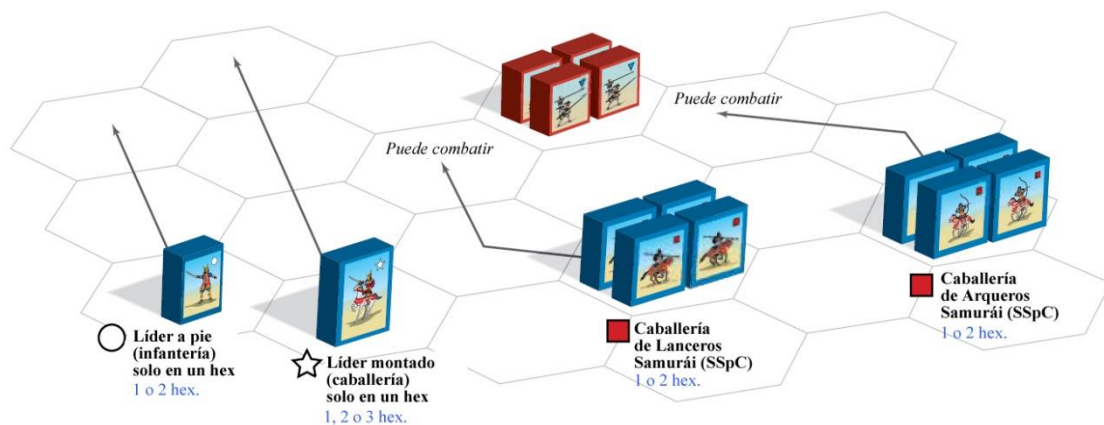 Puede combatir
Puede combatir
Líder a pie
(infantería)
solo en un hex
1 o 2 hex.
Líder montado
(caballería)
solo en un hex
1, 2 o 3 hex.
Caballería
de Lanceros
Samurái (SSpC)
1 o 2 hex.
Caballería
de Arqueros
Samurái (SSpC)
1 o 2 hex.